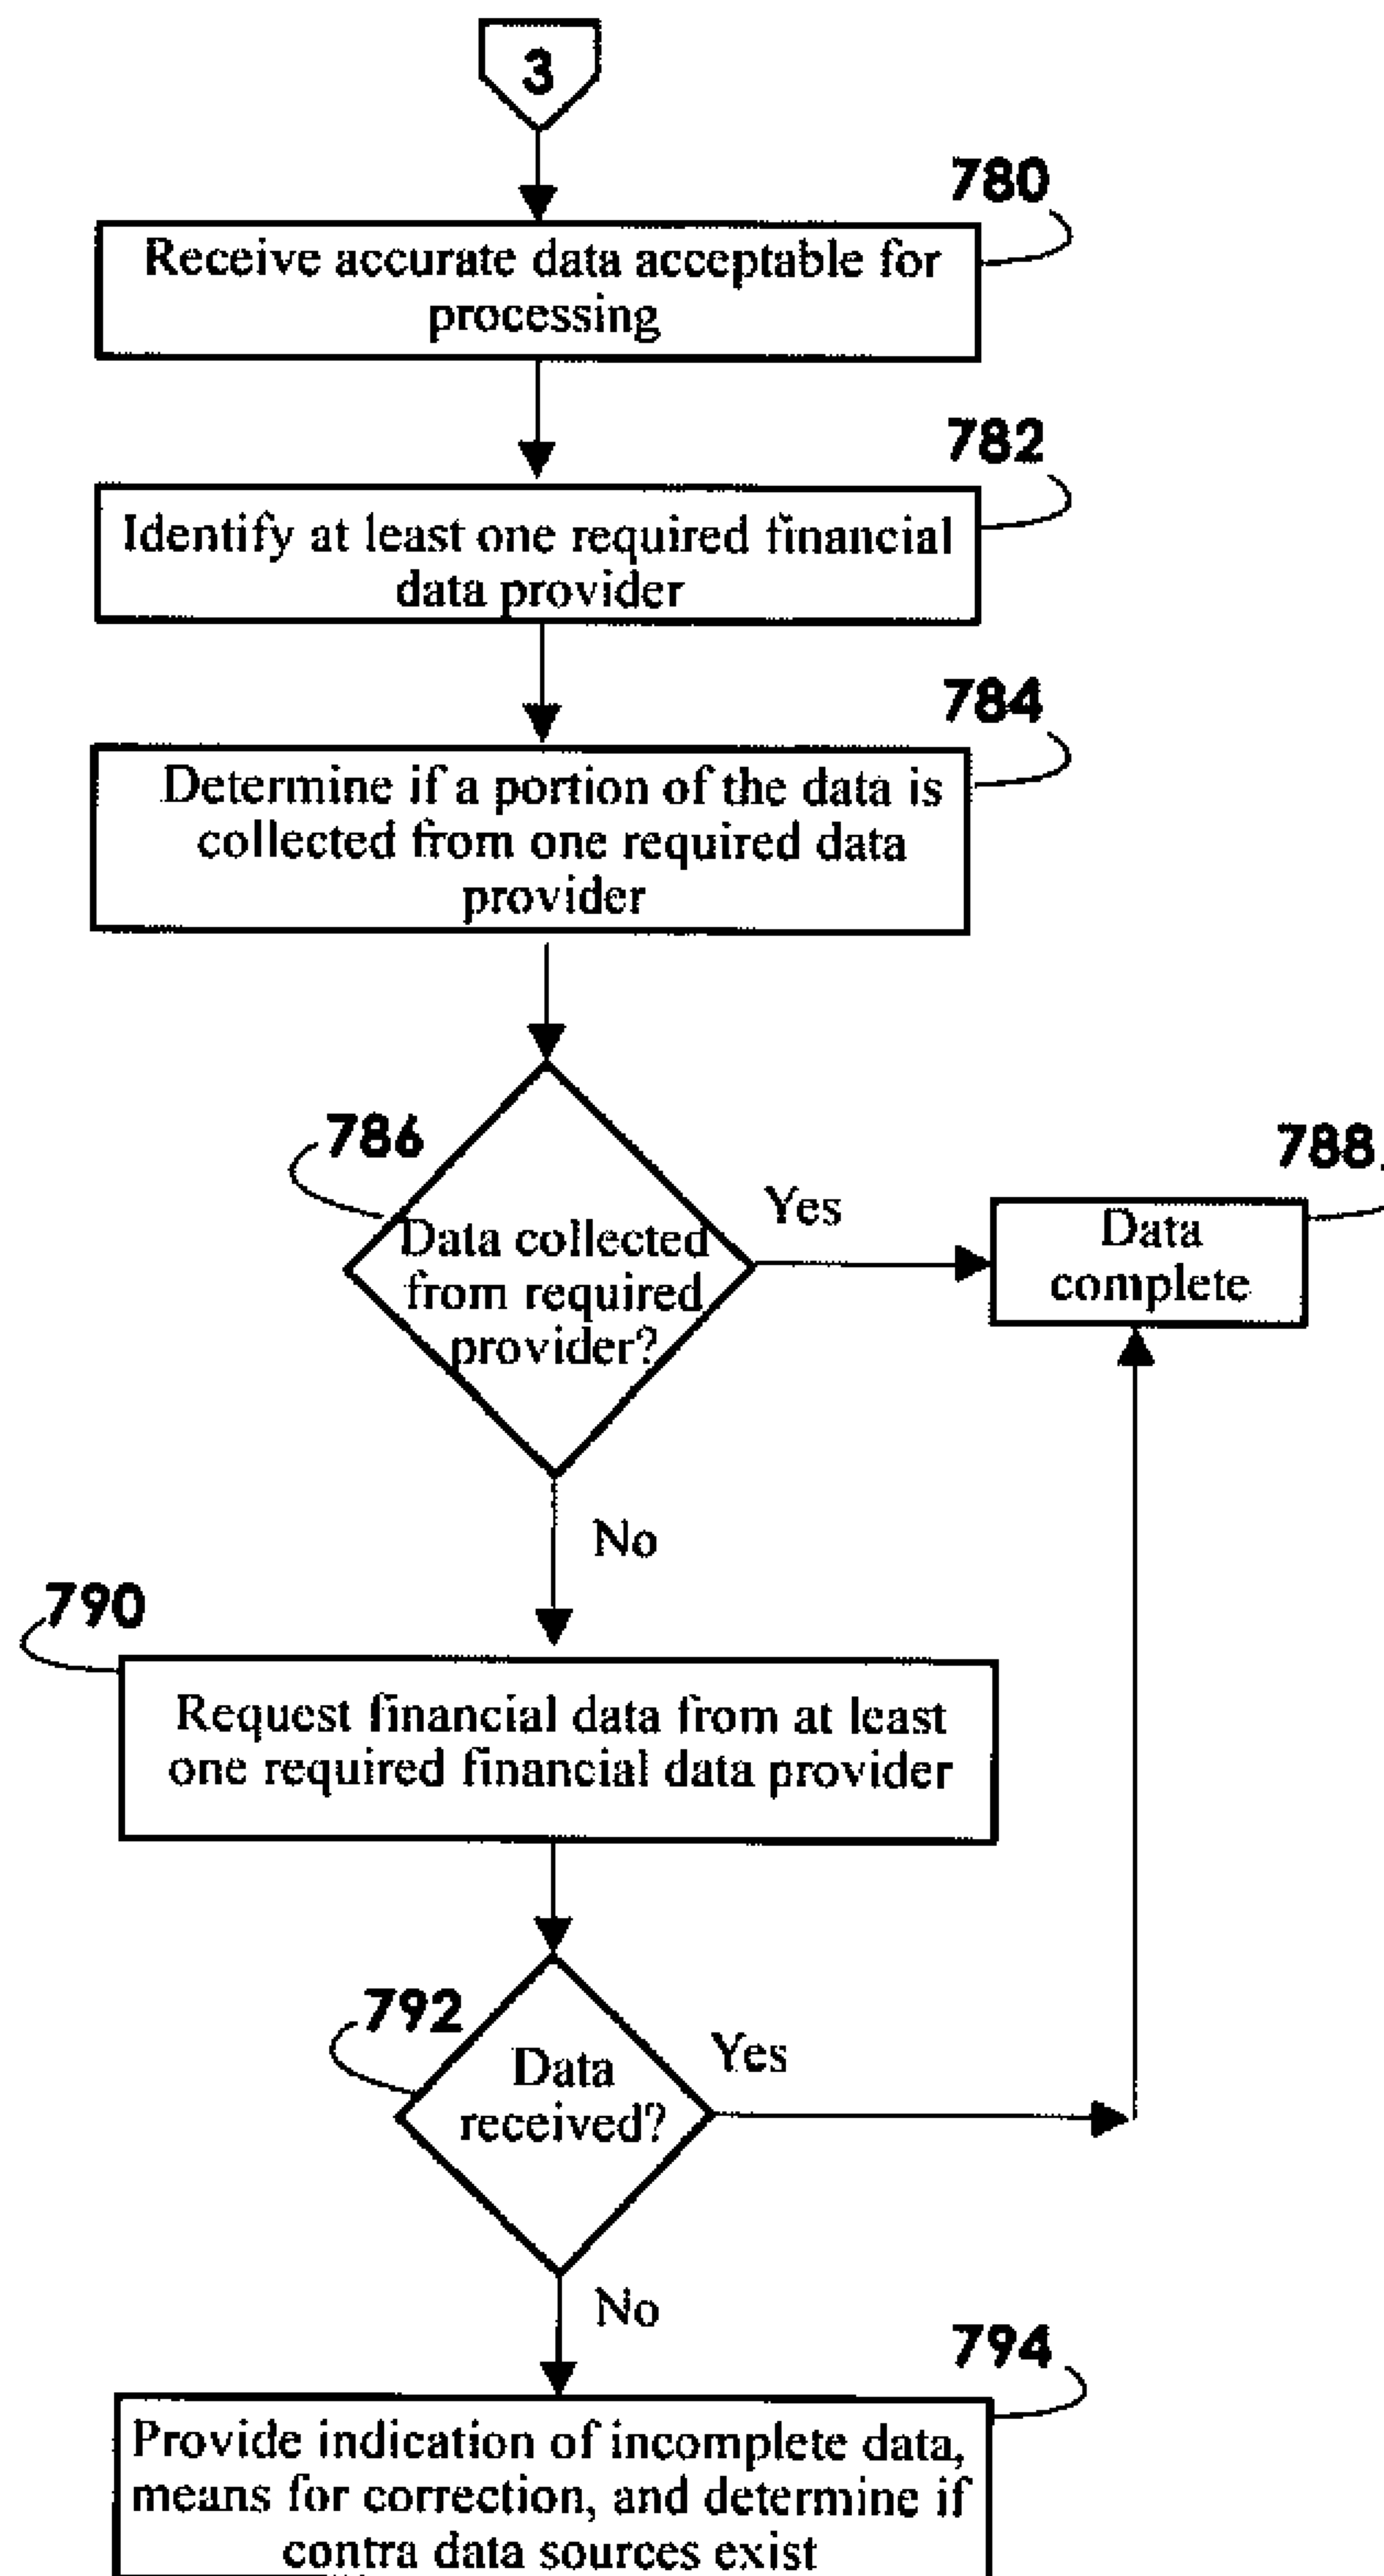 3
780
Receive accurate data acceptable for
processing
782
Identify at least one required financial
data provider
784
Determine if a portion of the data is
collected from one required data
provider
786
Data collected
from required
provider?
Yes
788
Data
complete
No
790
Request financial data from at least
one required financial data provider
792
Data
received?
Yes
No
794
Provide indication of incomplete data,
means for correction, and determine if
contra data sources exist